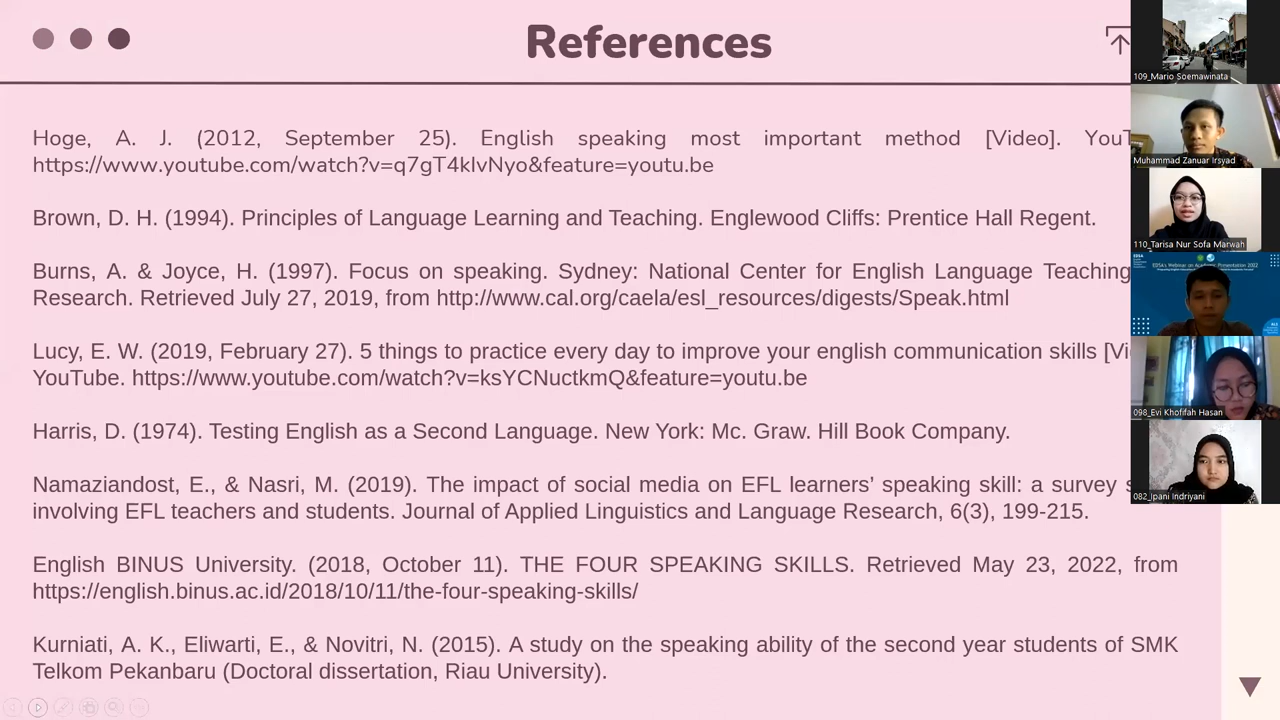 References
Hoge, A. J. (2012, September 25). English speaking most important method [Video].
https://www.youtube.com/watch?v=q7gT4klvNyo&feature=youtu.be
Brown, D. H. (1994). Principles of Language Learning and Teaching. Englewood Cliffs: Prentice Hall Regent.
Burns, A. & Joyce, H. (1997). Focus on speaking. Sydney: National Center for English Language Teaching
Research. Retrieved July 27, 2019, from http://www.cal.org/caela/esl_resources/digests/Speak.html
Lucy, E. W. (2019, February 27). 5 things to practice every day to improve your english communication skills
YouTube. https://www.youtube.com/watch?v=ksYCNuctkmQ&feature=youtu.be
Harris, D. (1974). Testing English as a Second Language. New York: Mc. Graw. Hill Book Company.
Namaziandost, E., & Nasri, M. (2019). The impact of social media on EFL learners’ speaking skill: a survey
involving EFL teachers and students. Journal of Applied Linguistics and Language Research, 6(3), 199-215.
English BINUS University. (2018, October 11). THE FOUR SPEAKING SKILLS. Retrieved May 23, 2022, from
https://english.binus.ac.id/2018/10/11/the-four-speaking-skills/
Kurniati, A. K., Eliwarti, E., & Novitri, N. (2015). A study on the speaking ability of the second year students of SMK
Telkom Pekanbaru (Doctoral dissertation, Riau University).
109_Mario Soemawinata
Muhammad Zanuar Irsyad
110_Tarisa Nur Sofa Marwah
EDSA's Webinar on Academic Presentation 2022
098_Evi Khofifah Hasan
082_Ipani Indriyani